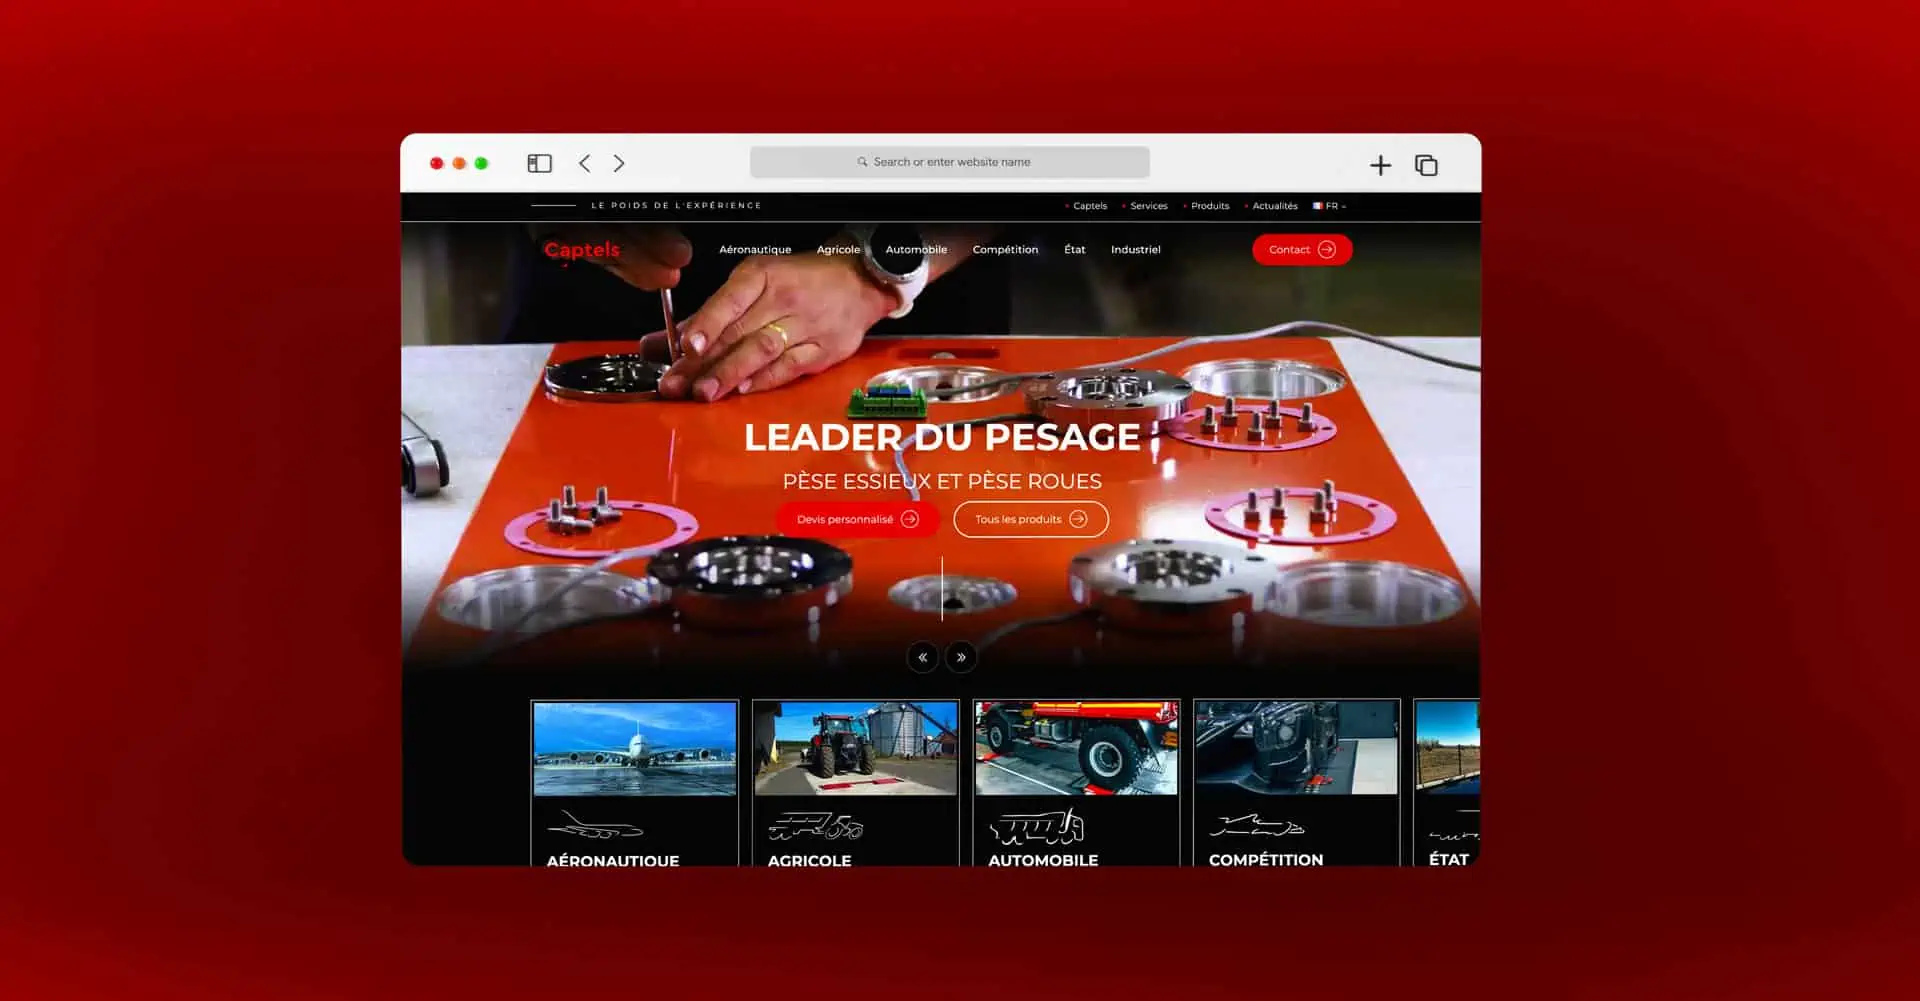 Search or enter website name
LE POIDS DE L'EXPÉRIENCE
Captels
Services
Produits
Actualités
FR
Captels
Aéronautique
Agricole
Automobile
Compétition
État
Industriel
Contact
LEADER DU PESAGE
PÈSE ESSIEUX ET PÈSE ROUES
Devis personnalisé
Tous les produits
AÉRONAUTIQUE
AGRICOLE
AUTOMOBILE
COMPÉTITION
ÉTAT